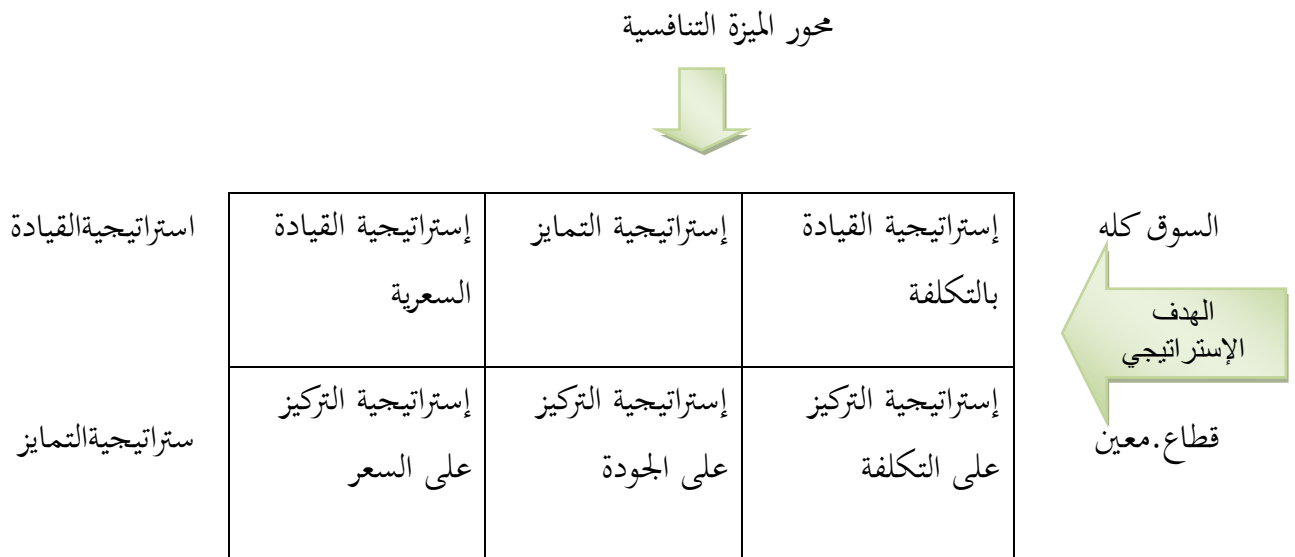 محور الميزة التنافسية
السوق كله
إستراتيجية القيادة
بالتكلفة
إستراتيجية التمايز
إستراتيجية القيادة
السعرية
استراتيجيةالقيادة
الهدف
الإستراتيجي
قطاع.معين
إستراتيجية التركيز
على التكلفة
إستراتيجية التركيز
على الجودة
إستراتيجية التركيز
على السعر
ستراتيجيةالتمايز